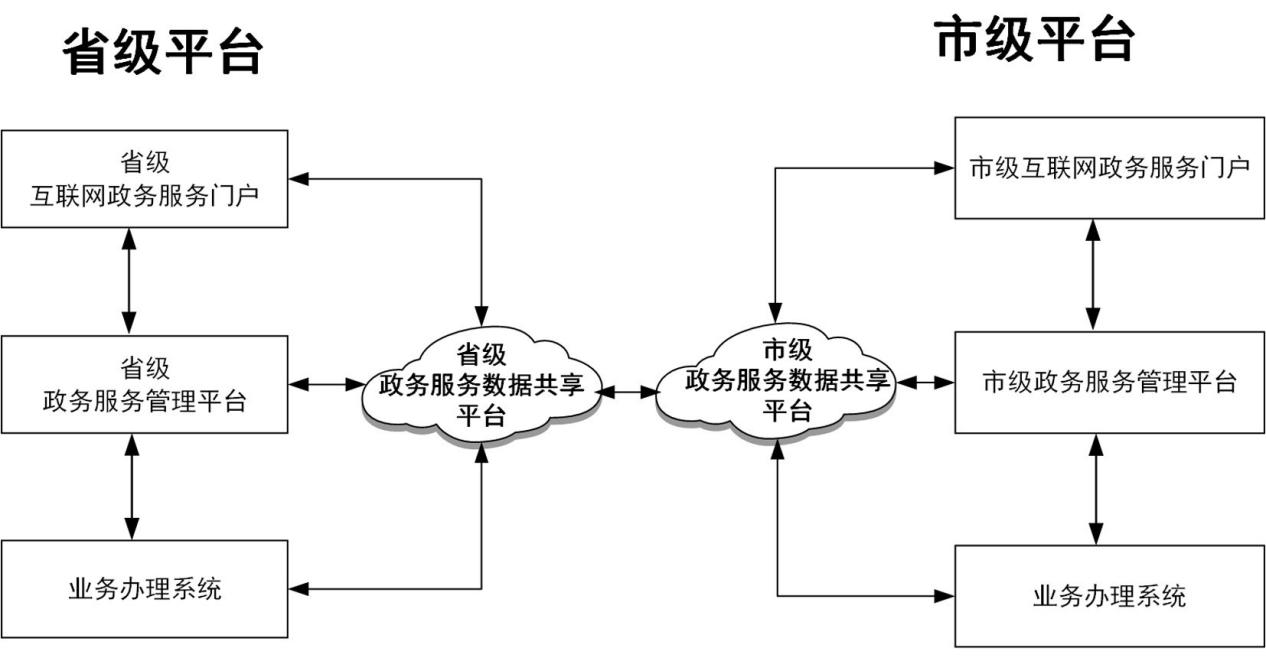 省级平台
市级平台
省级
互联网政务服务门户
市级互联网政务服务门户
省级
政务服务管理平台
省级
政务服务数据共享
平台
市级
政务服务数据共享
平台
市级政务服务管理平台
业务办理系统
业务办理系统